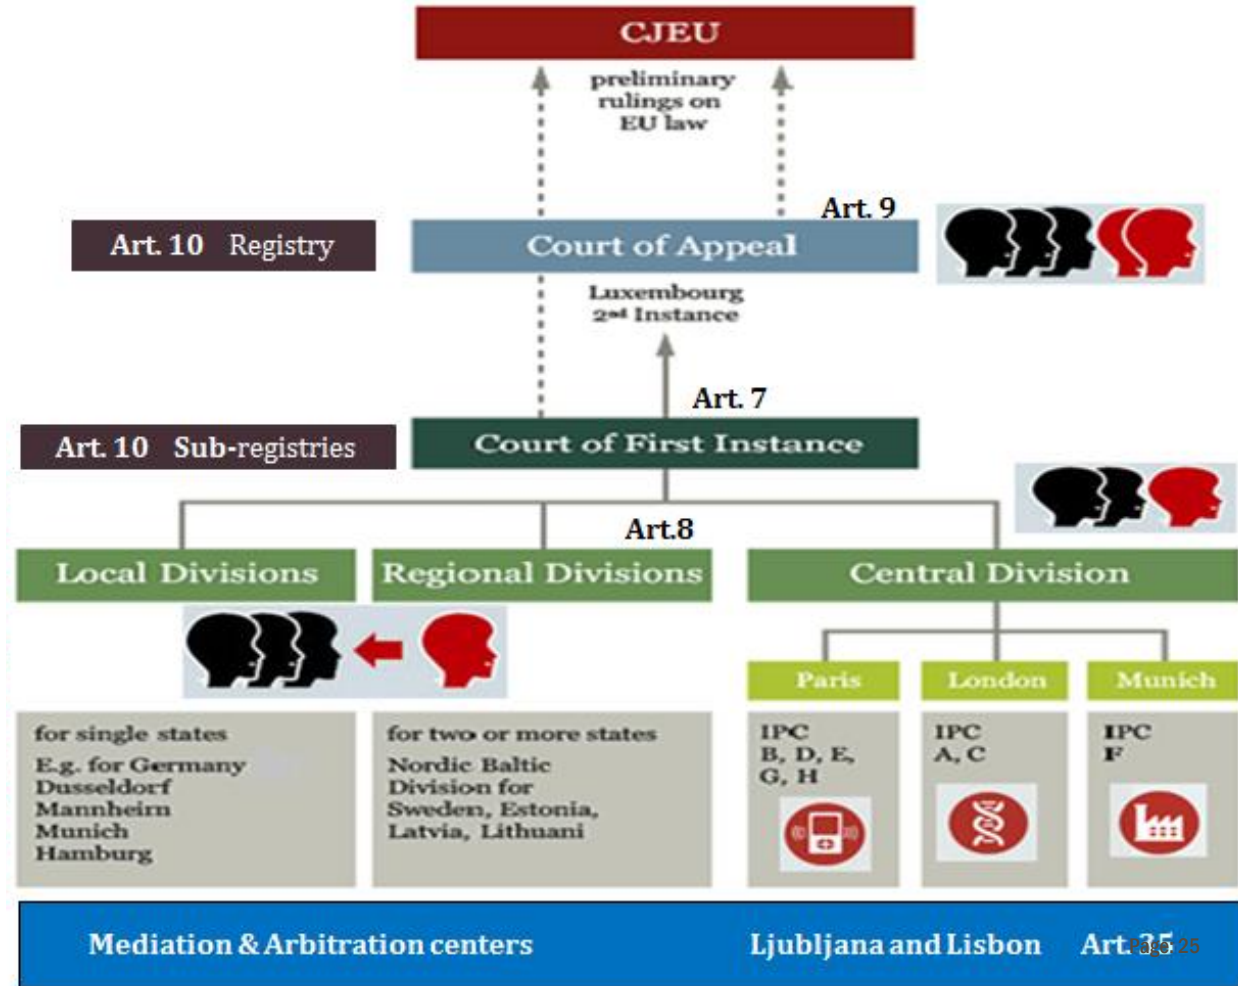 CJEU
preliminary
rulings on
EU law
Art. 9
Art. 10 Registry
Court of Appeal
Luxembourg
2nd Instance
Art. 7
Art. 10 Sub-registries
Court of First Instance
Art.8
Local Divisions
Regional Divisions
Central Division
Paris
London
Munich
for single states
E.g. for Germany
Dusseldorf
Mannheim
Munich
Hamburg
for two or more states
Nordic Baltic
Division for
Sweden, Estonia,
Latvia, Lithuani
IPC
B, D, E,
G, H
IPC
A, C
IPC
F
Mediation & Arbitration centers
Ljubljana and Lisbon
Art. 35
Page: 25